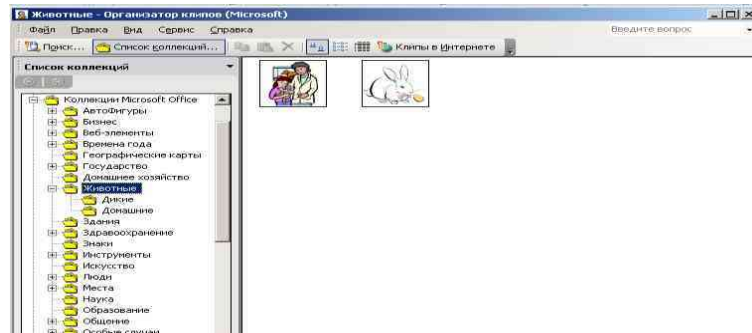 Животные - Организатор клипов (Microsoft)
Файл Правка Вид Сервис Справка
Введите вопрос
Поиск... Список коллекций... Клипы в Интернете
Список коллекций
Коллекции Microsoft Office
АвтоФигуры
Бизнес
Веб-элементы
Времена года
Географические карты
Государство
Домашнее хозяйство
Животные
Дикие
Домашние
Здания
Здравоохранение
Знаки
Инструменты
Искусство
Люди
Места
Наука
Образование
Общение
Особые случаи